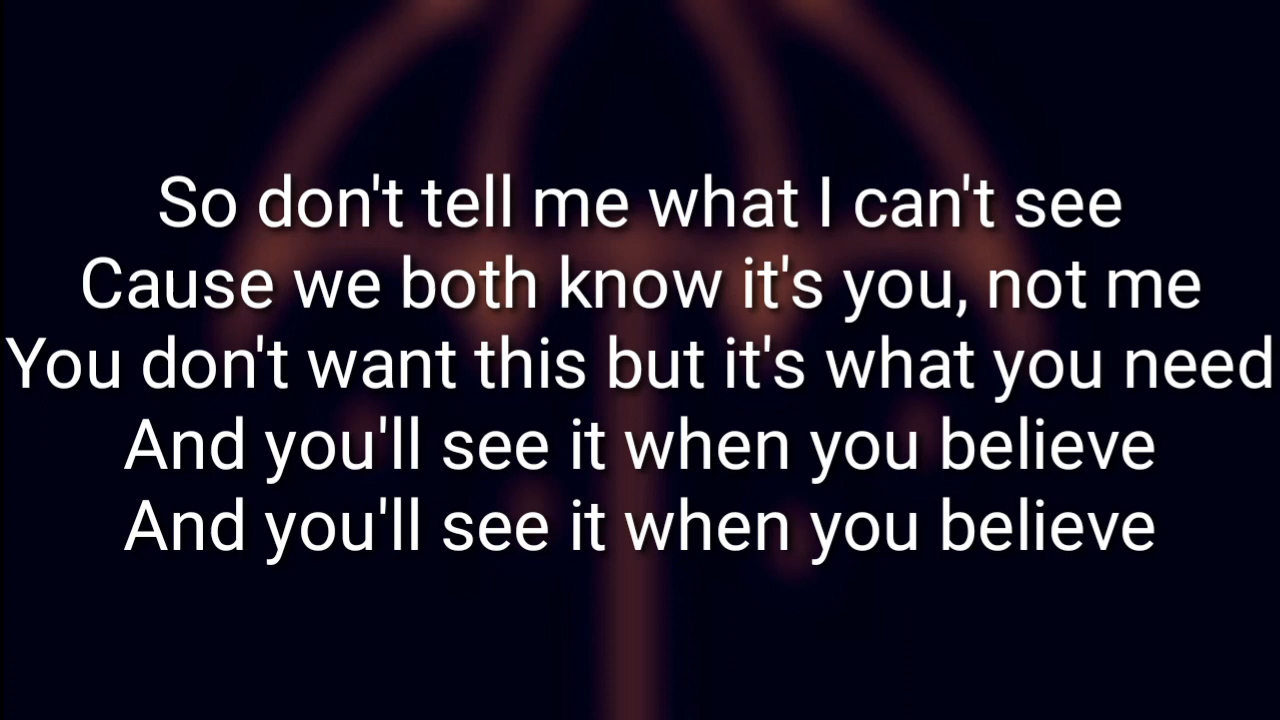 So don't tell me what I can't see
Cause we both know it's you, not me
You don't want this but it's what you need
And you'll see it when you believe
And you'll see it when you believe